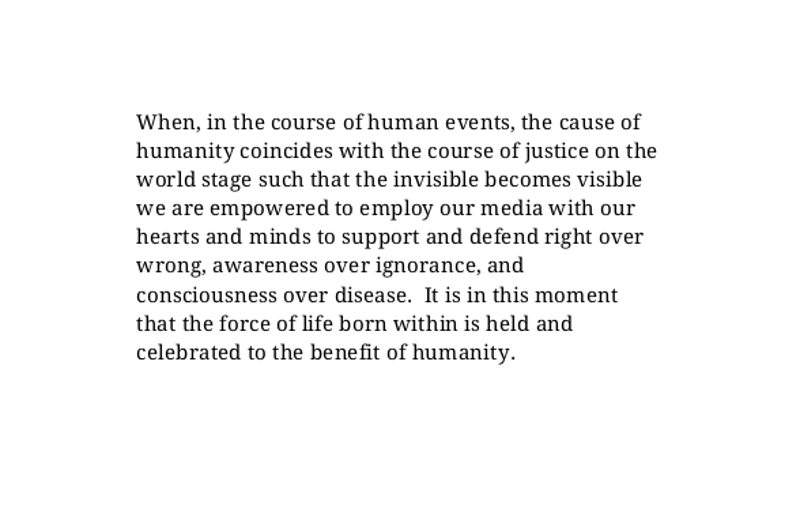 When, in the course of human events, the cause of
humanity coincides with the course of justice on the
world stage such that the invisible becomes visible
we are empowered to employ our media with our
hearts and minds to support and defend right over
wrong, awareness over ignorance, and
consciousness over disease.  It is in this moment
that the force of life born within is held and
celebrated to the benefit of humanity.